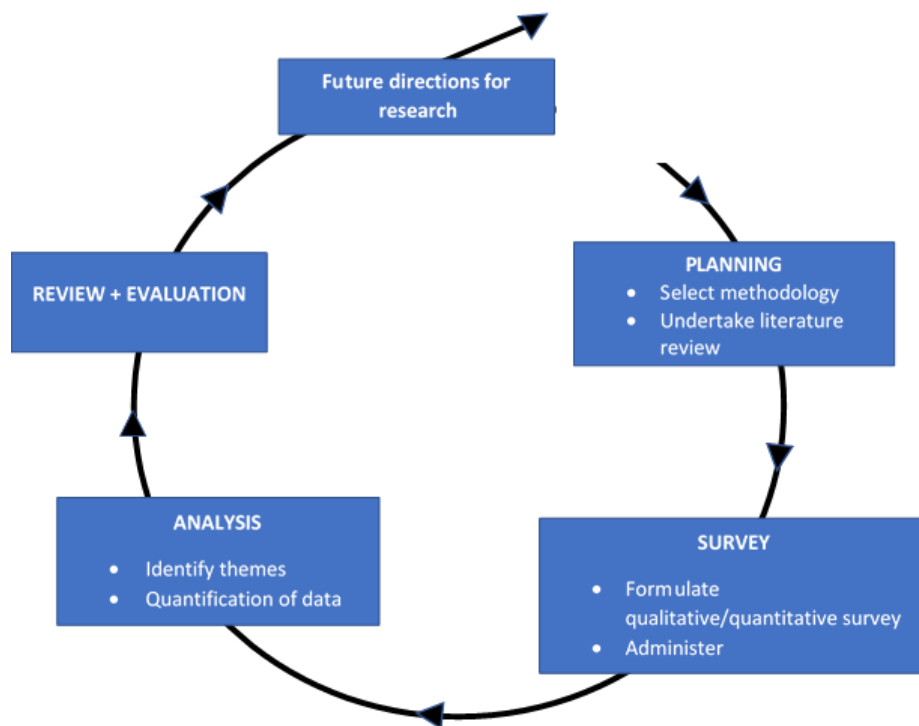 Future directions for
research
PLANNING
• Select methodology
• Undertake literature
review
SURVEY
• Formulate
qualitative/quantitative survey
• Administer
ANALYSIS
• Identify themes
• Quantification of data
REVIEW + EVALUATION